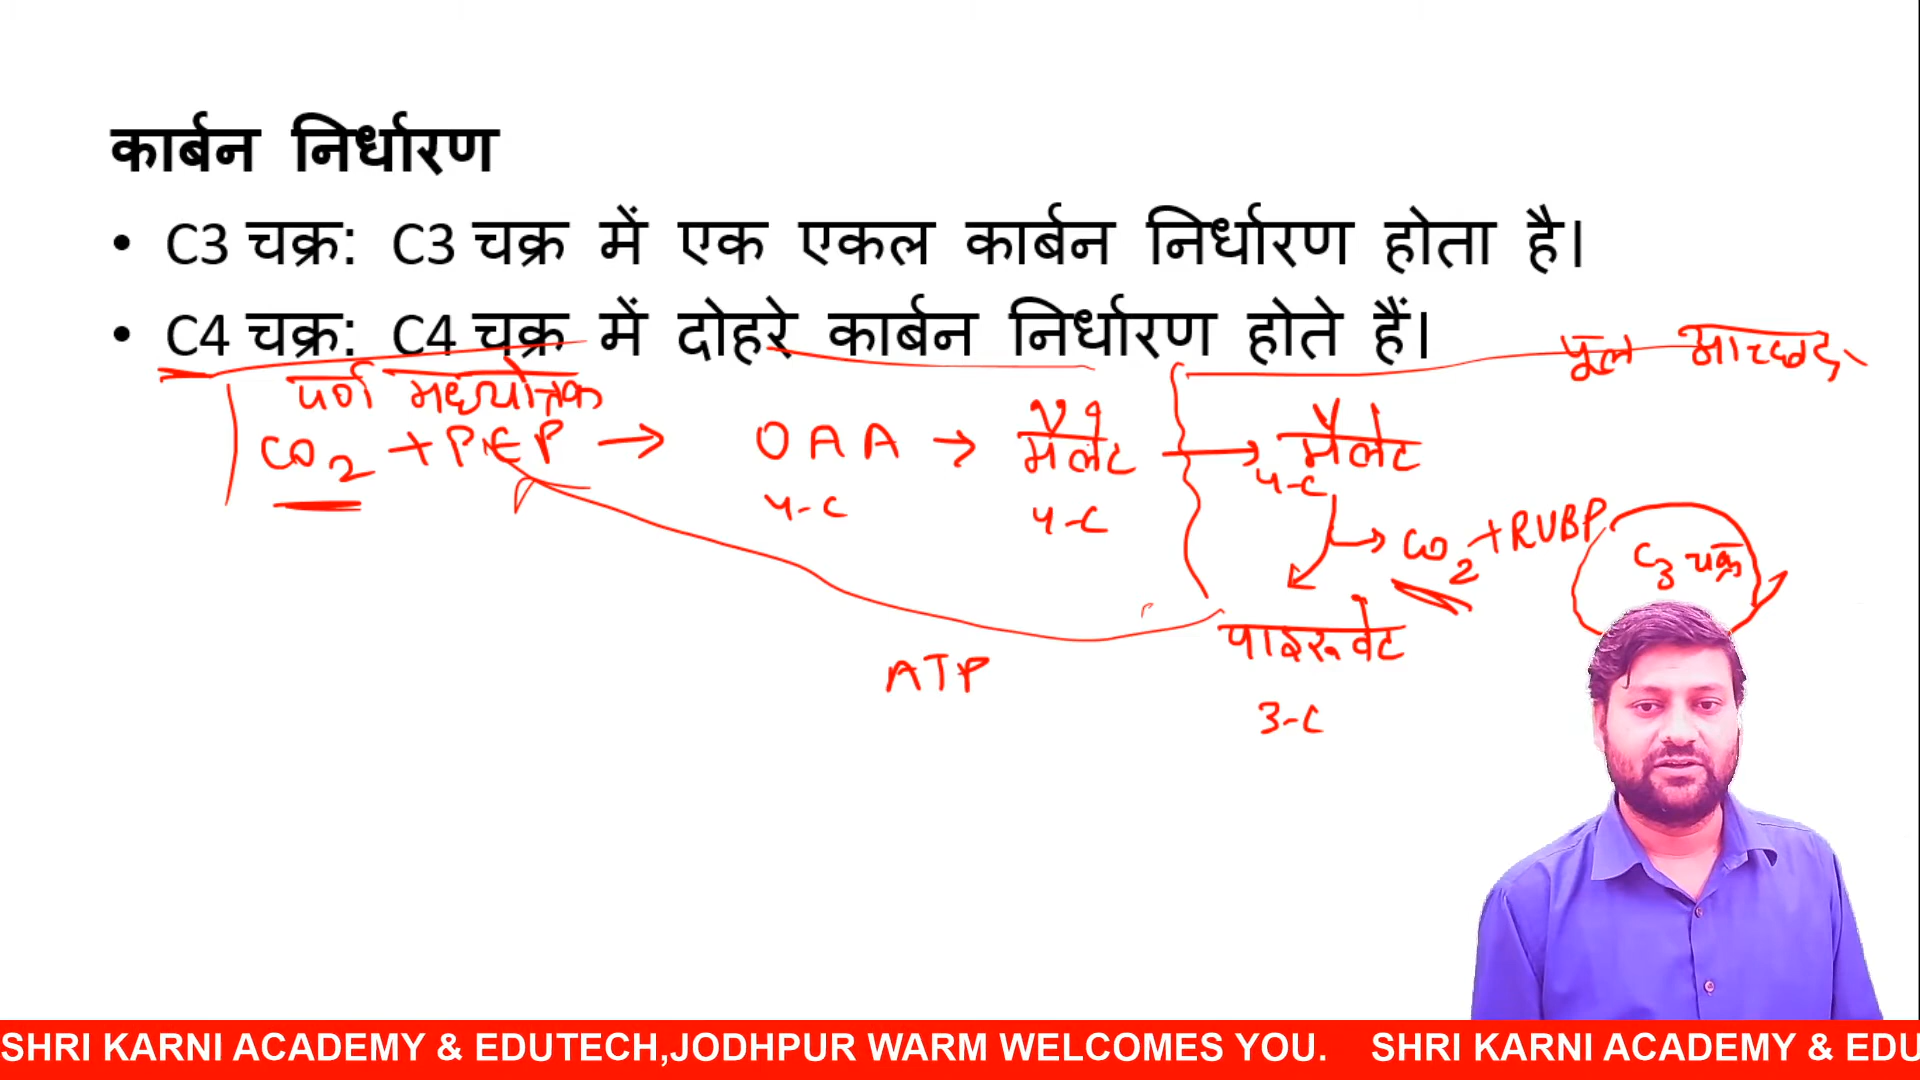 कार्बन निर्धारण
• C3 चक्र: C3 चक्र में एक एकल कार्बन निर्धारण होता है।
• C4 चक्र: C4 चक्र में दोहरे कार्बन निर्धारण होते हैं।
पर्ण मध्योत्तक
पूल आच्छद
CO2 + PEP → OAA → मैलेट → मैलेट
4-C 4-C 4-C
CO2 + RUBP
C3 चक्र
पाइरुवेट
ATP
3-C
SHRI KARNI ACADEMY & EDUTECH,JODHPUR WARM WELCOMES YOU. SHRI KARNI ACADEMY & EDU